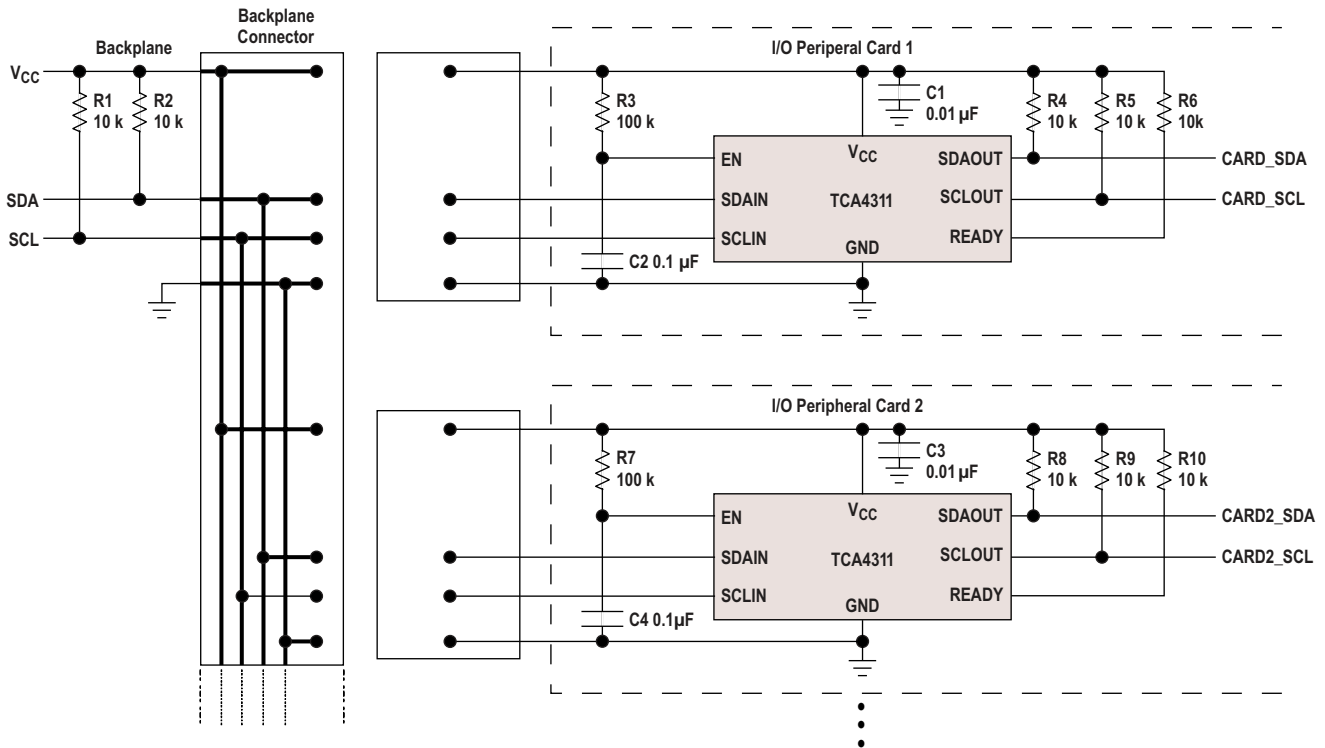 Backplane
Connector
Backplane
VCC
R1
10 k
R2
10 k
SDA
SCL
I/O Periperal Card 1
R3
100 k
C1
0.01 µF
R4
10 k
R5
10 k
R6
10k
EN
VCC
SDAOUT
CARD_SDA
SDAIN
TCA4311
SCLOUT
CARD_SCL
SCLIN
GND
READY
C2 0.1 µF
I/O Peripheral Card 2
R7
100 k
C3
0.01 µF
R8
10 k
R9
10 k
R10
10 k
EN
VCC
SDAOUT
CARD2_SDA
SDAIN
TCA4311
SCLOUT
CARD2_SCL
SCLIN
GND
READY
C4 0.1µF